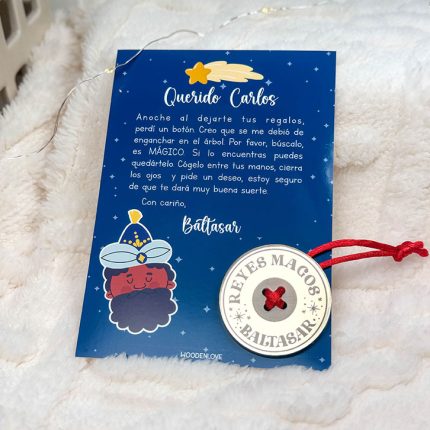 Querido Carlos
Anoche al dejarte tus regalos,
perdí un botón. Creo que se me debió de
enganchar en el árbol. Por favor, búscalo,
es MÁGICO. Si lo encuentras puedes
quedártelo. Cógelo entre tus manos, cierra
los ojos y pide un deseo, estoy seguro
de que te dará muy buena suerte.
Con cariño,
Baltasar
REYES MAGOS
BALTASAR
WOODENLOVE